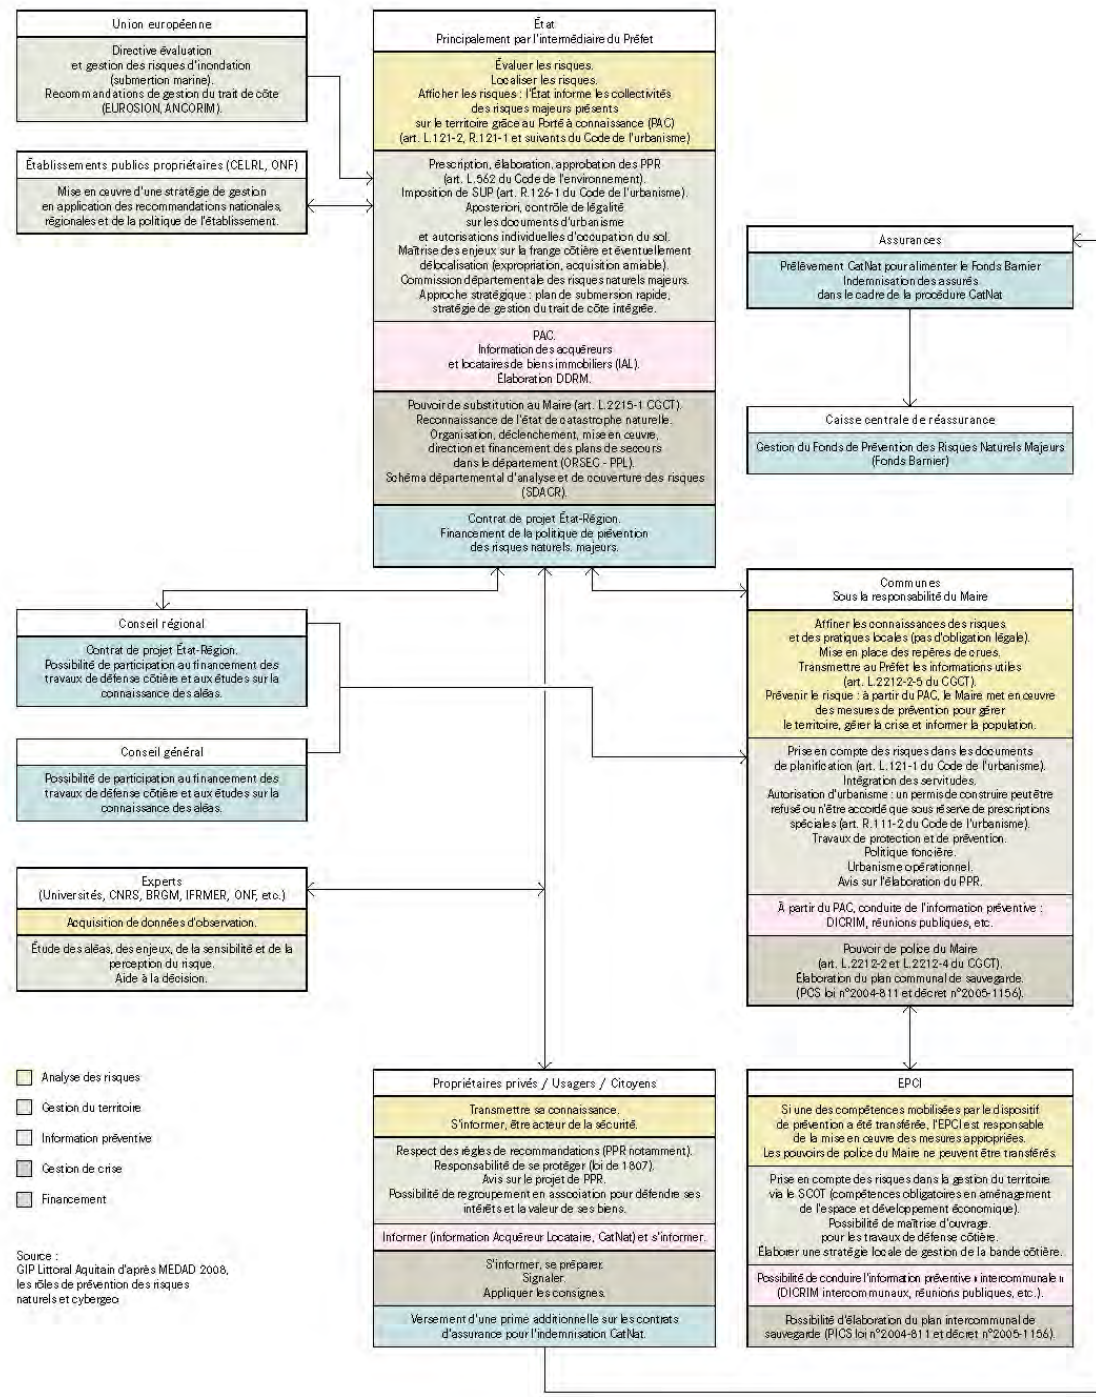 Union européenne
Directive évaluation
et gestion des risques d'inondation
(submertion marine).
Recommandations de gestion du trait de côte
(EUROSION, ANCORIM).
Établissements publics propriétaires (CELRL, ONF)
Mise en œuvre d'une stratégie de gestion
en application des recommandations nationales,
régionales et de la politique de l'établissement.
État
Principalement par l'intermédiaire du Préfet
Évaluer les risques.
Localiser les risques.
Afficher les risques : l'État informe les collectivités
des risques majeurs présents
sur le territoire grâce au Porté à connaissance (PAC)
(art. L.121-2, R.121-1 et suivants du Code de l'urbanisme)
Prescription, élaboration, approbation des PPR
(art. L.562 du Code de l'environnement).
Imposition de SUP (art. R.126-1 du Code de l'urbanisme).
Aposteriori, contrôle de légalité
sur les documents d'urbanisme
et autorisations individuelles d'occupation du sol.
Maîtrise des enjeux sur la frange côtière et éventuellement
délocalisation (expropriation, acquisition amiable).
Commission départementale des risques naturels majeurs.
Approche stratégique : plan de submersion rapide,
stratégie de gestion du trait de côte intégrée.
PAC.
Information des acquéreurs
et locataires de biens immobiliers (IAL).
Élaboration DDRM.
Pouvoir de substitution au Maire (art. L.2215-1 CGCT).
Reconnaissance de l'état de catastrophe naturelle.
Organisation, déclenchement, mise en œuvre,
direction et financement des plans de secours
dans le département (ORSEC - PPL).
Schéma départemental d'analyse et de couverture des risques
(SDACR).
Contrat de projet État-Région.
Financement de la politique de prévention
des risques naturels. majeurs.
Assurances
Prélèvement CatNat pour alimenter le Fonds Barnier
Indemnisation des assurés
dans le cadre de la procédure CatNat
Caisse centrale de réassurance
Gestion du Fonds de Prévention des Risques Naturels Majeurs
(Fonds Barnier)
Conseil régional
Contrat de projet État-Région.
Possibilité de participation au financement des
travaux de défense côtière et aux études sur la
connaissance des aléas.
Conseil général
Possibilité de participation au financement des
travaux de défense côtière et aux études sur la
connaissance des aléas.
Experts
(Universités, CNRS, BRGM, IFRMER, ONF, etc.)
Acquisition de données d'observation.
Étude des aléas, des enjeux, de la sensibilité et de la
perception du risque.
Aide à la décision.
Communes
Sous la responsabilité du Maire
Affiner les connaissances des risques
et des pratiques locales (pas d'obligation légale).
Mise en place des repères de crues.
Transmettre au Préfet les informations utiles
(art. L.2212-2-5 du CGCT).
Prévenir le risque : à partir du PAC, le Maire met en œuvre
des mesures de prévention pour gérer
le territoire, gérer la crise et informer la population.
Prise en compte des risques dans les documents
de planification (art. L.121-1 du Code de l'urbanisme).
Intégration des servitudes.
Autorisation d'urbanisme : un permis de construire peut être
refusé ou n'être accordé que sous réserve de prescriptions
spéciales (art. R.111-2 du Code de l'urbanisme).
Travaux de protection et de prévention.
Politique foncière.
Urbanisme opérationnel.
Avis sur l'élaboration du PPR.
À partir du PAC, conduite de l'information préventive :
DICRIM, réunions publiques, etc.
Pouvoir de police du Maire
(art. L.2212-2 et L.2212-4 du CGCT).
Élaboration du plan communal de sauvegarde.
(PCS loi n°2004-811 et décret n°2005-1156).
Analyse des risques
Gestion du territoire
Information préventive
Gestion de crise
Financement
Source :
GIP Littoral Aquitain d'après MEDAD 2008,
les rôles de prévention des risques
naturels et cybergeo
Propriétaires privés / Usagers / Citoyens
Transmettre sa connaissance.
S'informer, être acteur de la sécurité.
Respect des règles de recommandations (PPR notamment).
Responsabilité de se protéger (loi de 1807).
Avis sur le projet de PPR.
Possibilité de regroupement en association pour défendre ses
intérêts et la valeur de ses biens.
Informer (information Acquéreur Locataire, CatNat) et s'informer.
S'informer, se préparer.
Signaler.
Appliquer les consignes.
Versement d'une prime additionnelle sur les contrats
d'assurance pour l'indemnisation CatNat.
EPCI
Si une des compétences mobilisées par le dispositif
de prévention a été transférée, l'EPCI est responsable
de la mise en œuvre des mesures appropriées.
Les pouvoirs de police du Maire ne peuvent être transférés.
Prise en compte des risques dans la gestion du territoire
via le SCOT (compétences obligatoires en aménagement
de l'espace et développement économique).
Possibilité de maîtrise d'ouvrage.
pour les travaux de défense côtière.
Élaborer une stratégie locale de gestion de la bande côtière.
Possibilité de conduire l'information préventive « intercommunale »
(DICRIM intercommunaux, réunions publiques, etc.).
Possibilité d'élaboration du plan intercommunal de
sauvegarde (PICS loi n°2004-811 et décret n°2005-1156).